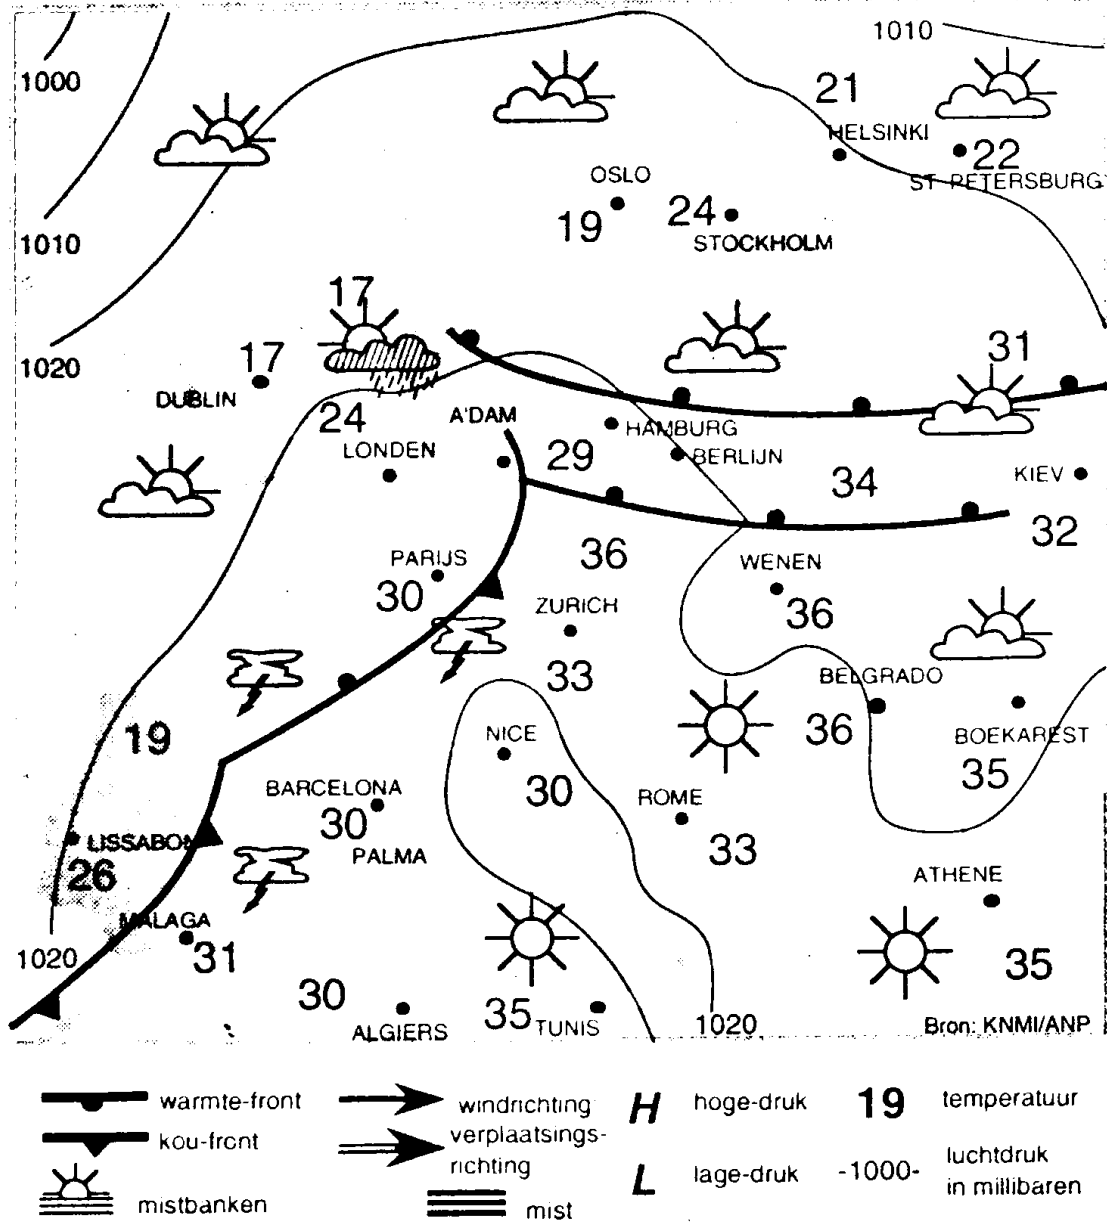 1010
1000
21
HELSINKI
22
ST PETERSBURG
OSLO
19
24
STOCKHOLM
1010
17
31
1020
17
DUBLIN
24
A'DAM
HAMBURG
LONDEN
29
BERLIJN
34
KIEV
32
36
PARIJS
30
WENEN
36
ZURICH
33
BELGRADO
36
19
NICE
BOEKAREST
35
BARCELONA
30
30
ROME
33
LISSABON
PALMA
26
ATHENE
MALAGA
31
1020
35
30
35
TUNIS
ALGIERS
1020
Bron: KNMI/ANP
warmte-front
windrichting
H hoge-druk
19 temperatuur
kou-front
verplaatsings-
richting
L lage-druk
-1000- luchtdruk
in millibaren
mistbanken
mist